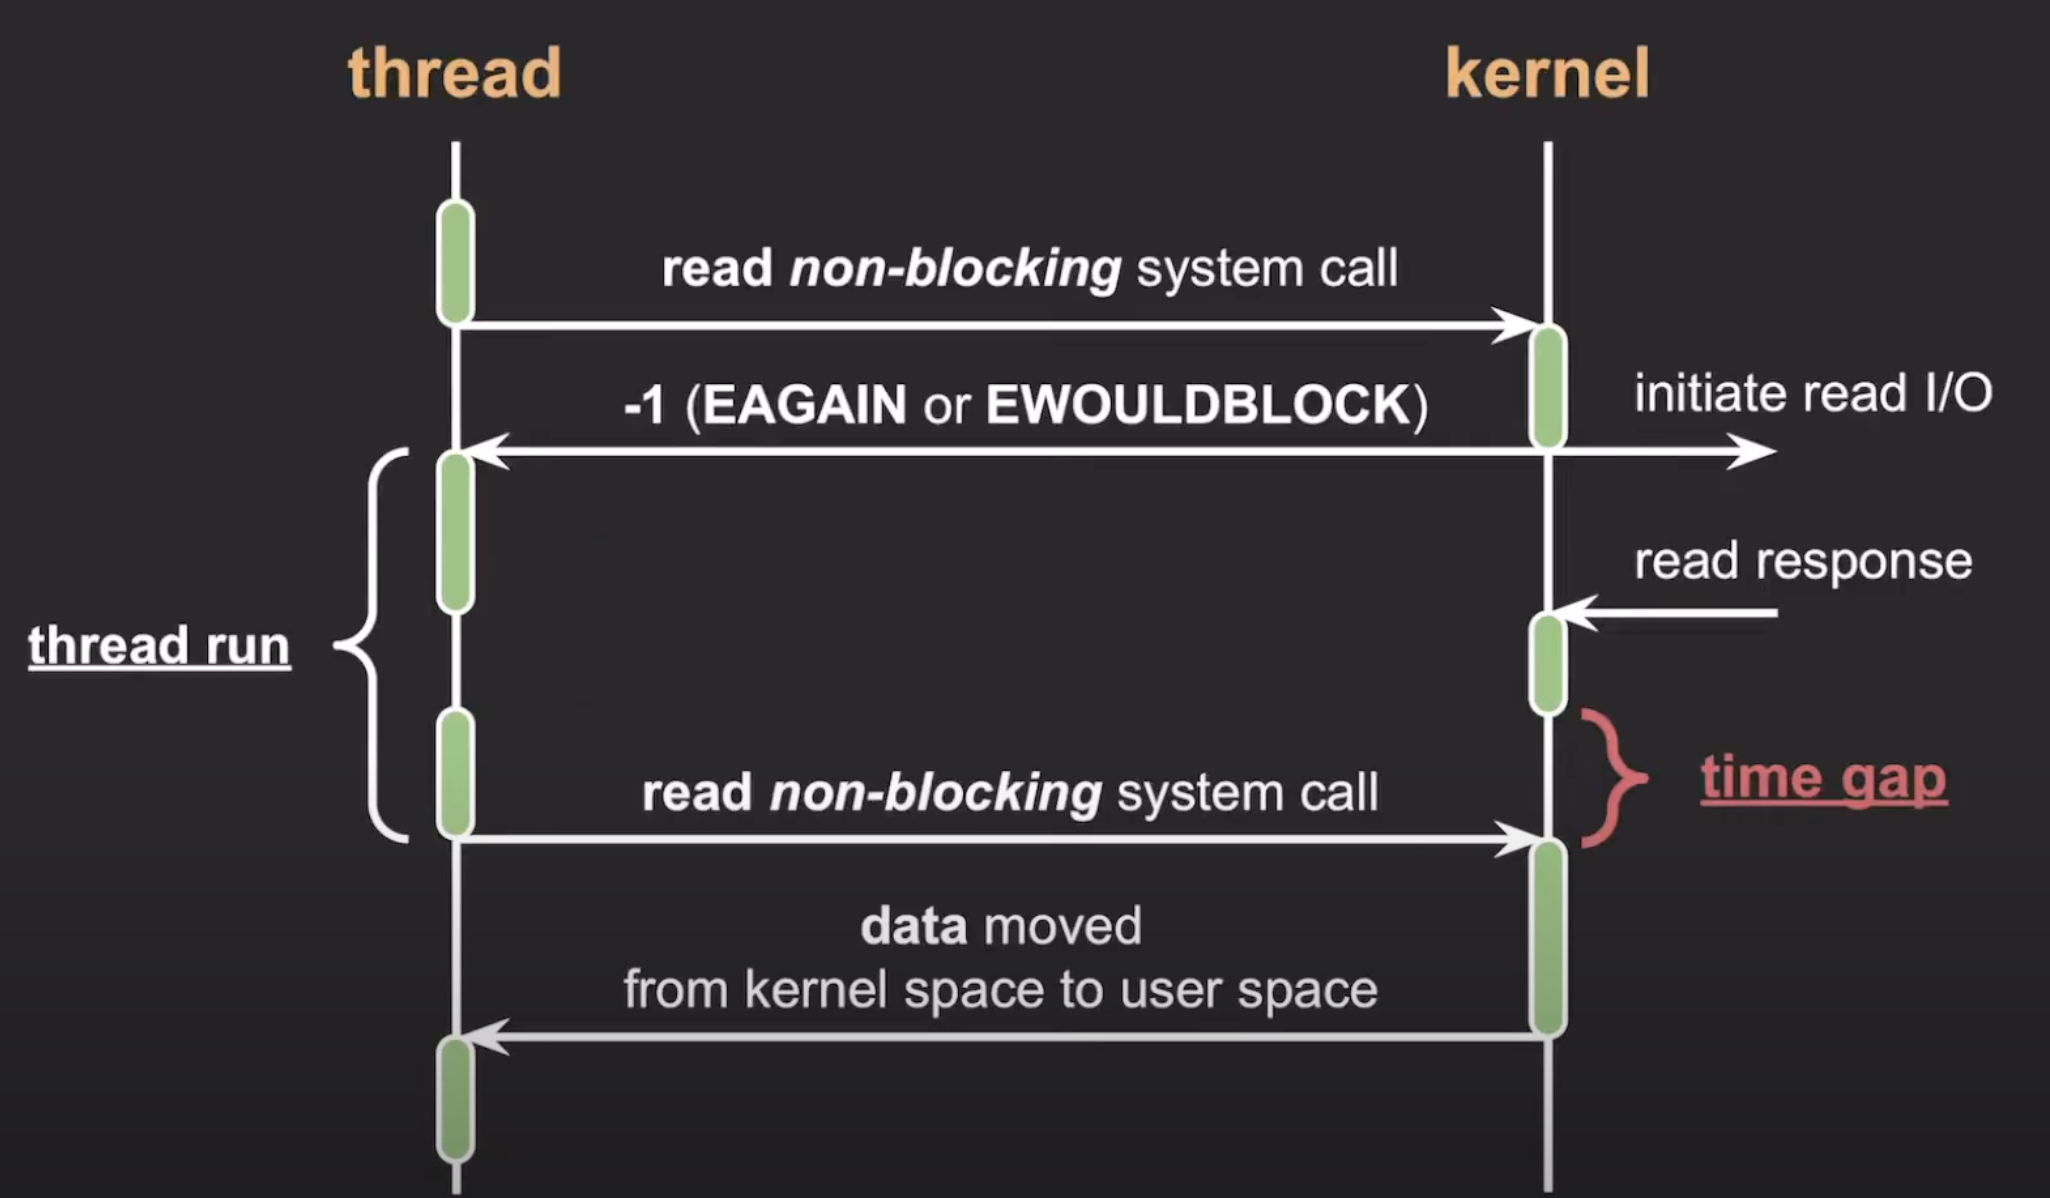 thread
kernel
read non-blocking system call
-1 (EAGAIN or EWOULDBLOCK)
initiate read I/O
read response
thread run
time gap
read non-blocking system call
data moved
from kernel space to user space